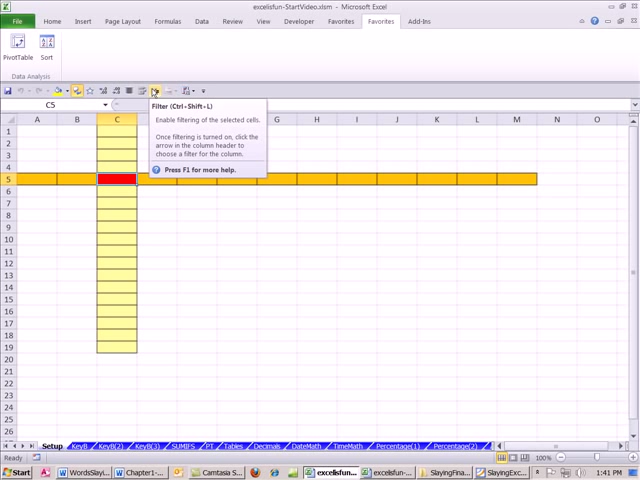 excelisfun-StartVideo.xlsm - Microsoft Excel
File Home Insert Page Layout Formulas Data Review View Developer Favorites Favorites Add-Ins
PivotTable Sort
Data Analysis
C5
Filter (Ctrl+Shift+L)
Enable filtering of the selected cells.
Once filtering is turned on, click the
arrow in the column header to
choose a filter for the column.
Press F1 for more help.
A B C G H I J K L M N O
1
2
3
4
5
6
7
8
9
10
11
12
13
14
15
16
17
18
19
20
21
22
23
24
25
26
Setup KeyB KeyB(2) KeyB(3) SUMIFS PT Tables Decimals DateMath TimeMath Percentage(1) Percentage(2)
Ready 100%
Start WordsSlayi... Chapter1-... Camtasia S... excelisfun... excelisfun-... SlayingFina... SlayingExc... 1:41 PM